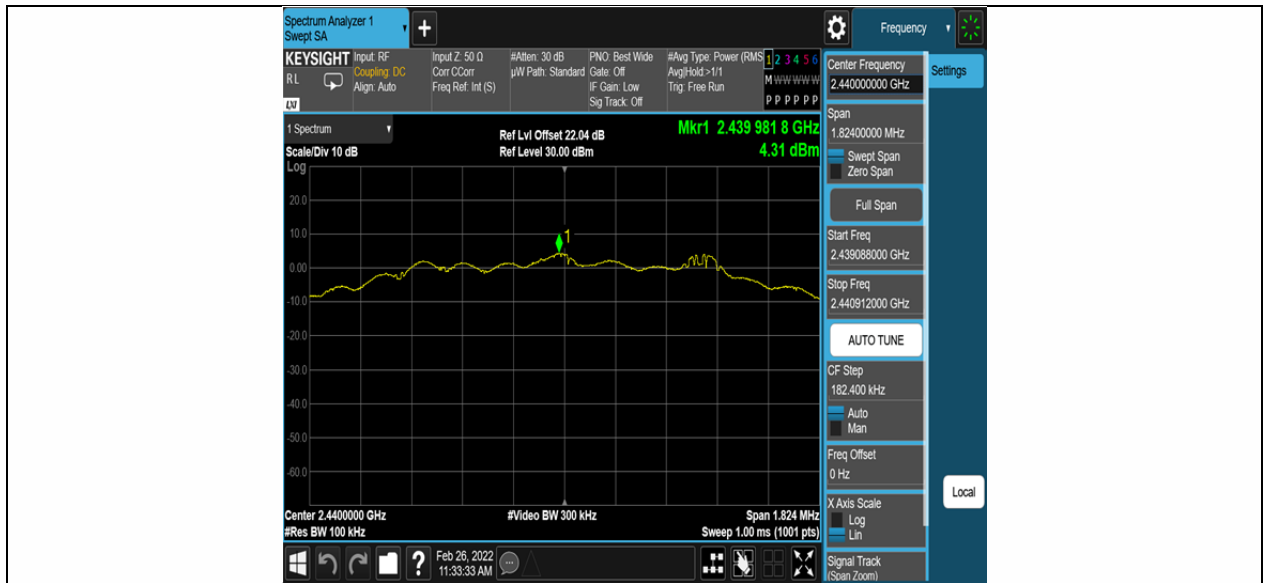 Spectrum Analyzer 1
Swept SA
Frequency
KEYSIGHT
RL
LXI
Input: RF
Coupling: DC
Align: Auto
Input Z: 50 Ω
Corr CCorr
Freq Ref: Int (S)
#Atten: 30 dB
µW Path: Standard
PNO: Best Wide
Gate: Off
IF Gain: Low
Sig Track: Off
#Avg Type: Power (RMS
Avg|Hold:>1/1
Trig: Free Run
1 2 3 4 5 6
M W W W W W
P P P P P P
1 Spectrum
Scale/Div 10 dB
Ref Lvl Offset 22.04 dB
Ref Level 30.00 dBm
Mkr1 2.439 981 8 GHz
4.31 dBm
Log
20.0
10.0
0.00
-10.0
-20.0
-30.0
-40.0
-50.0
-60.0
1
Center 2.4400000 GHz
#Res BW 100 kHz
#Video BW 300 kHz
Span 1.824 MHz
Sweep 1.00 ms (1001 pts)
Feb 26, 2022
11:33:33 AM
Center Frequency
2.440000000 GHz
Span
1.82400000 MHz
Swept Span
Zero Span
Full Span
Start Freq
2.439088000 GHz
Stop Freq
2.440912000 GHz
AUTO TUNE
CF Step
182.400 kHz
Auto
Man
Freq Offset
0 Hz
X Axis Scale
Log
Lin
Signal Track
(Span Zoom)
Settings
Local